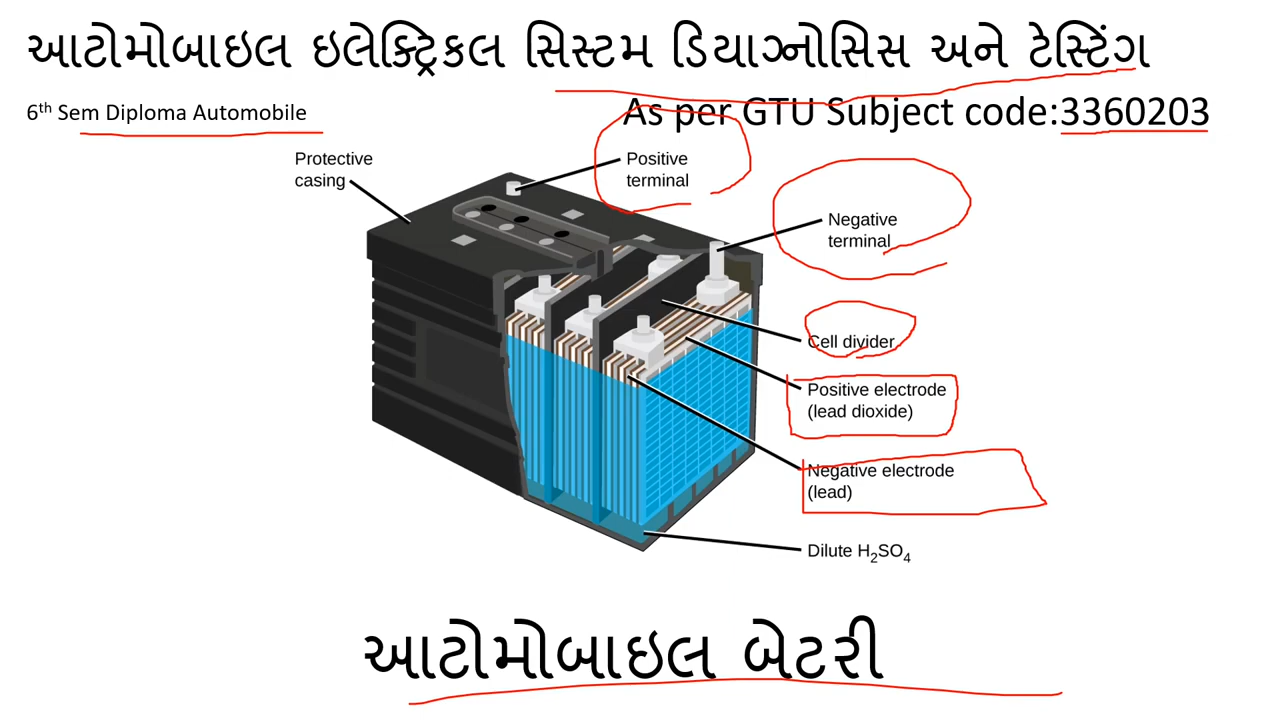 આટોમોબાઇલ ઇલેક્ટ્રિકલ સિસ્ટમ ડિયાગ્નોસિસ અને ટેસ્ટિંગ
6th Sem Diploma Automobile
As per GTU Subject code:3360203
Protective
casing
Positive
terminal
Negative
terminal
Cell divider
Positive electrode
(lead dioxide)
Negative electrode
(lead)
Dilute H2SO4
આટોમોબાઇલ બેટરી